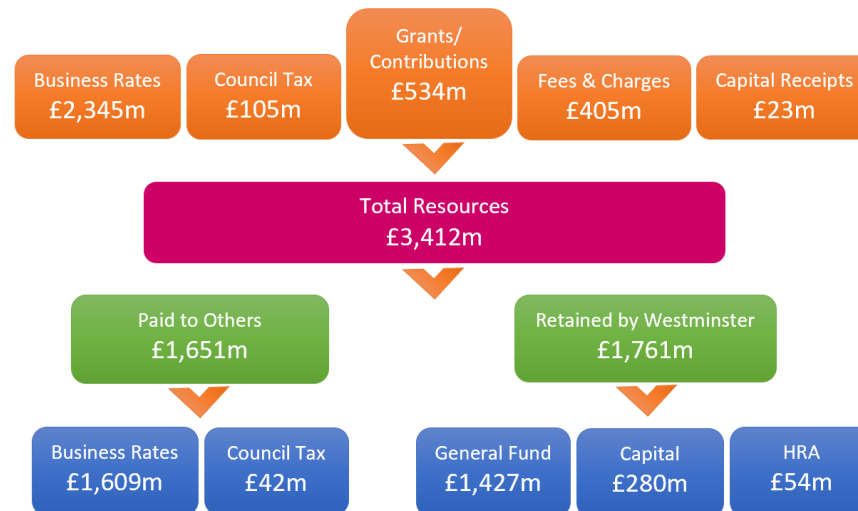 Grants/
Contributions
£534m
Business Rates
£2,345m
Council Tax
£105m
Fees & Charges
£405m
Capital Receipts
£23m
Total Resources
£3,412m
Paid to Others
£1,651m
Retained by Westminster
£1,761m
Business Rates
£1,609m
Council Tax
£42m
General Fund
£1,427m
Capital
£280m
HRA
£54m